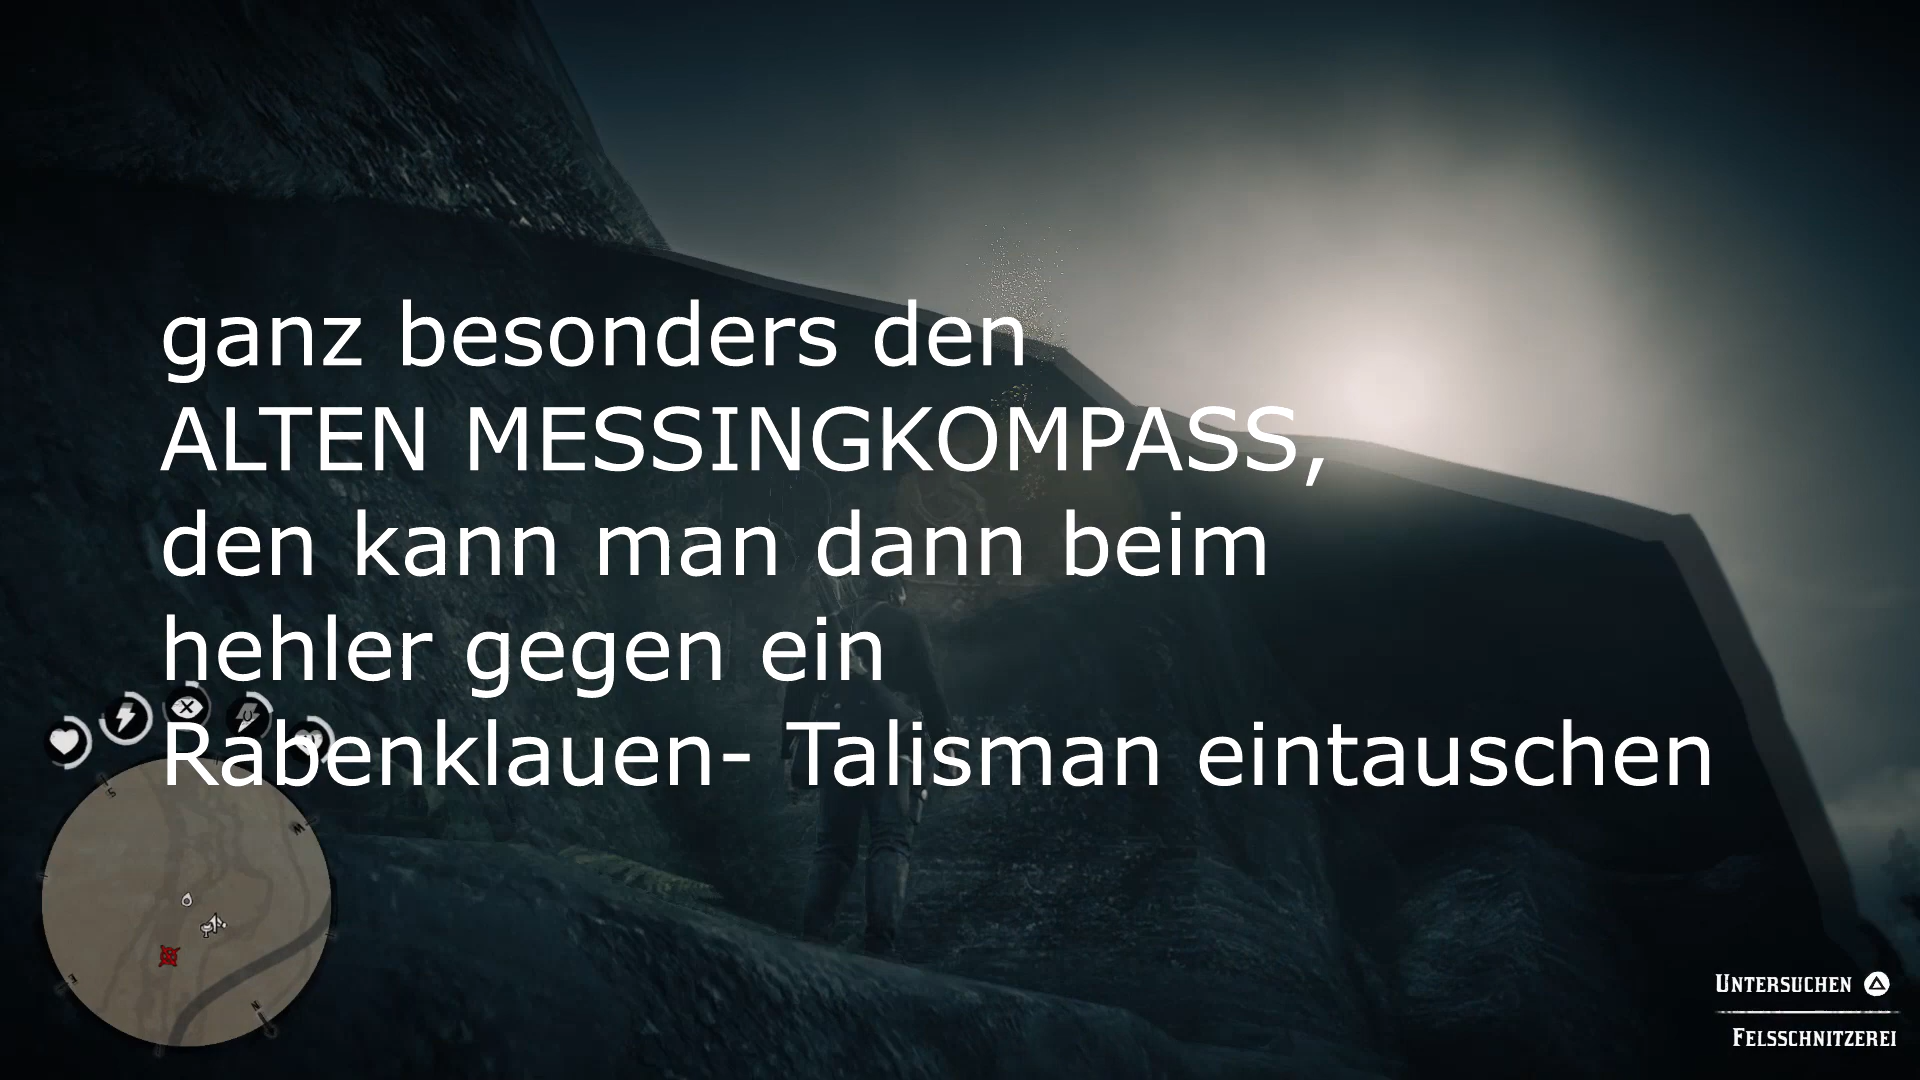 ganz besonders den
ALTEN MESSINGKOMPASS,
den kann man dann beim
hehler gegen ein
Rabenklauen- Talisman eintauschen
S
W
E
N
UNTERSUCHEN
FELSSCHNITZEREI